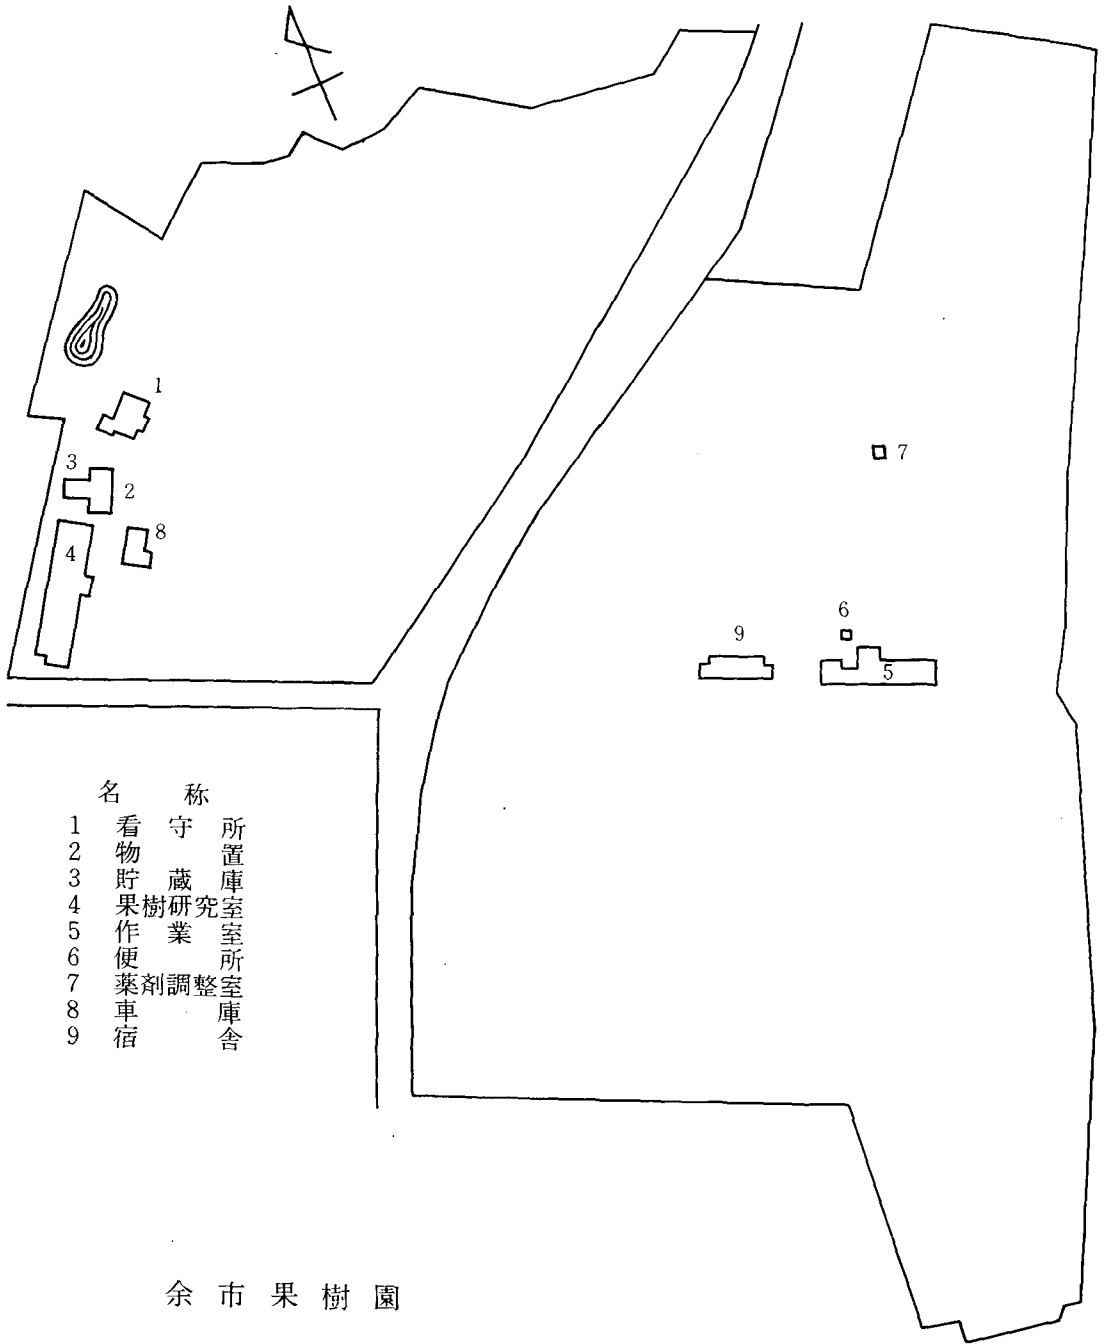 1
3
2
8
4
7
6
9
5
名 称
1 看守所
2 物置
3 貯蔵庫
4 果樹研究室
5 作業室
6 便所
7 薬剤調整室
8 車庫
9 宿舎
余市果樹園